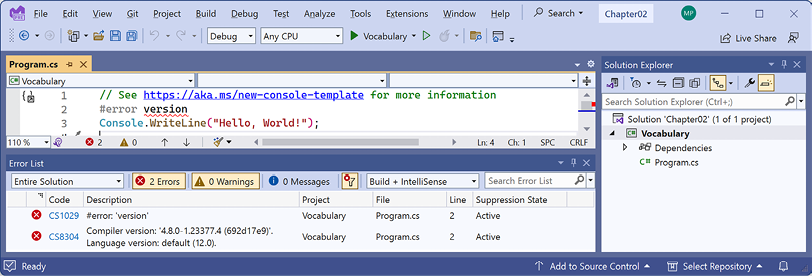 File Edit View Git Project Build Debug Test Analyze Tools Extensions Window Help Search Chapter02 MP
Debug Any CPU Vocabulary Live Share
Program.cs
Vocabulary
1 // See https://aka.ms/new-console-template for more information
2 #error version
3 Console.WriteLine("Hello, World!");
110 % 2 0 Ln: 4 Ch: 1 SPC CRLF
Solution Explorer
Search Solution Explorer (Ctrl+;)
Solution 'Chapter02' (1 of 1 project)
Vocabulary
Dependencies
Program.cs
Error List
Entire Solution 2 Errors 0 Warnings 0 Messages Build + IntelliSense Search Error List
Code Description Project File Line Suppression State
CS1029 #error: 'version' Vocabulary Program.cs 2 Active
CS8304 Compiler version: '4.8.0-1.23377.4 (692d17e9)'. Vocabulary Program.cs 2 Active
Language version: default (12.0).
Ready Add to Source Control Select Repository